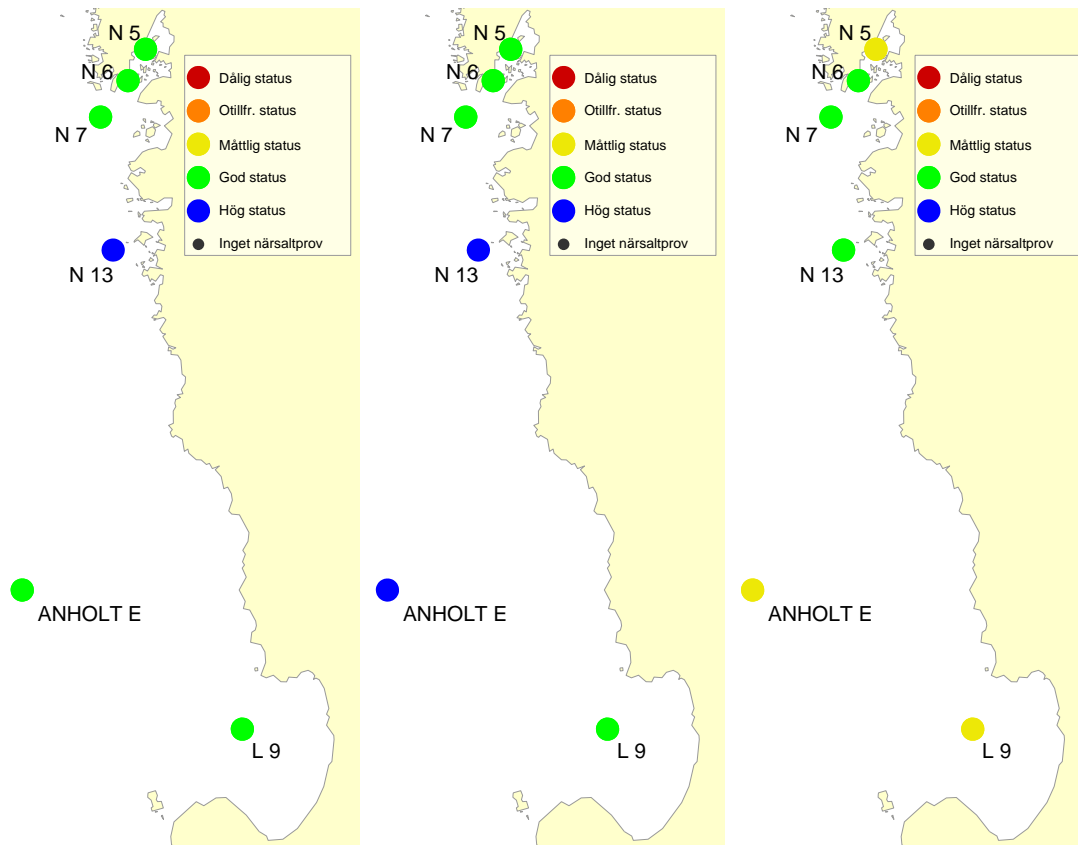 N 5
N 6
N 7
N 13
ANHOLT E
L 9
Dålig status
Otillfr. status
Måttlig status
God status
Hög status
Inget närsaltprov
N 5
N 6
N 7
N 13
ANHOLT E
L 9
Dålig status
Otillfr. status
Måttlig status
God status
Hög status
Inget närsaltprov
N 5
N 6
N 7
N 13
ANHOLT E
L 9
Dålig status
Otillfr. status
Måttlig status
God status
Hög status
Inget närsaltprov